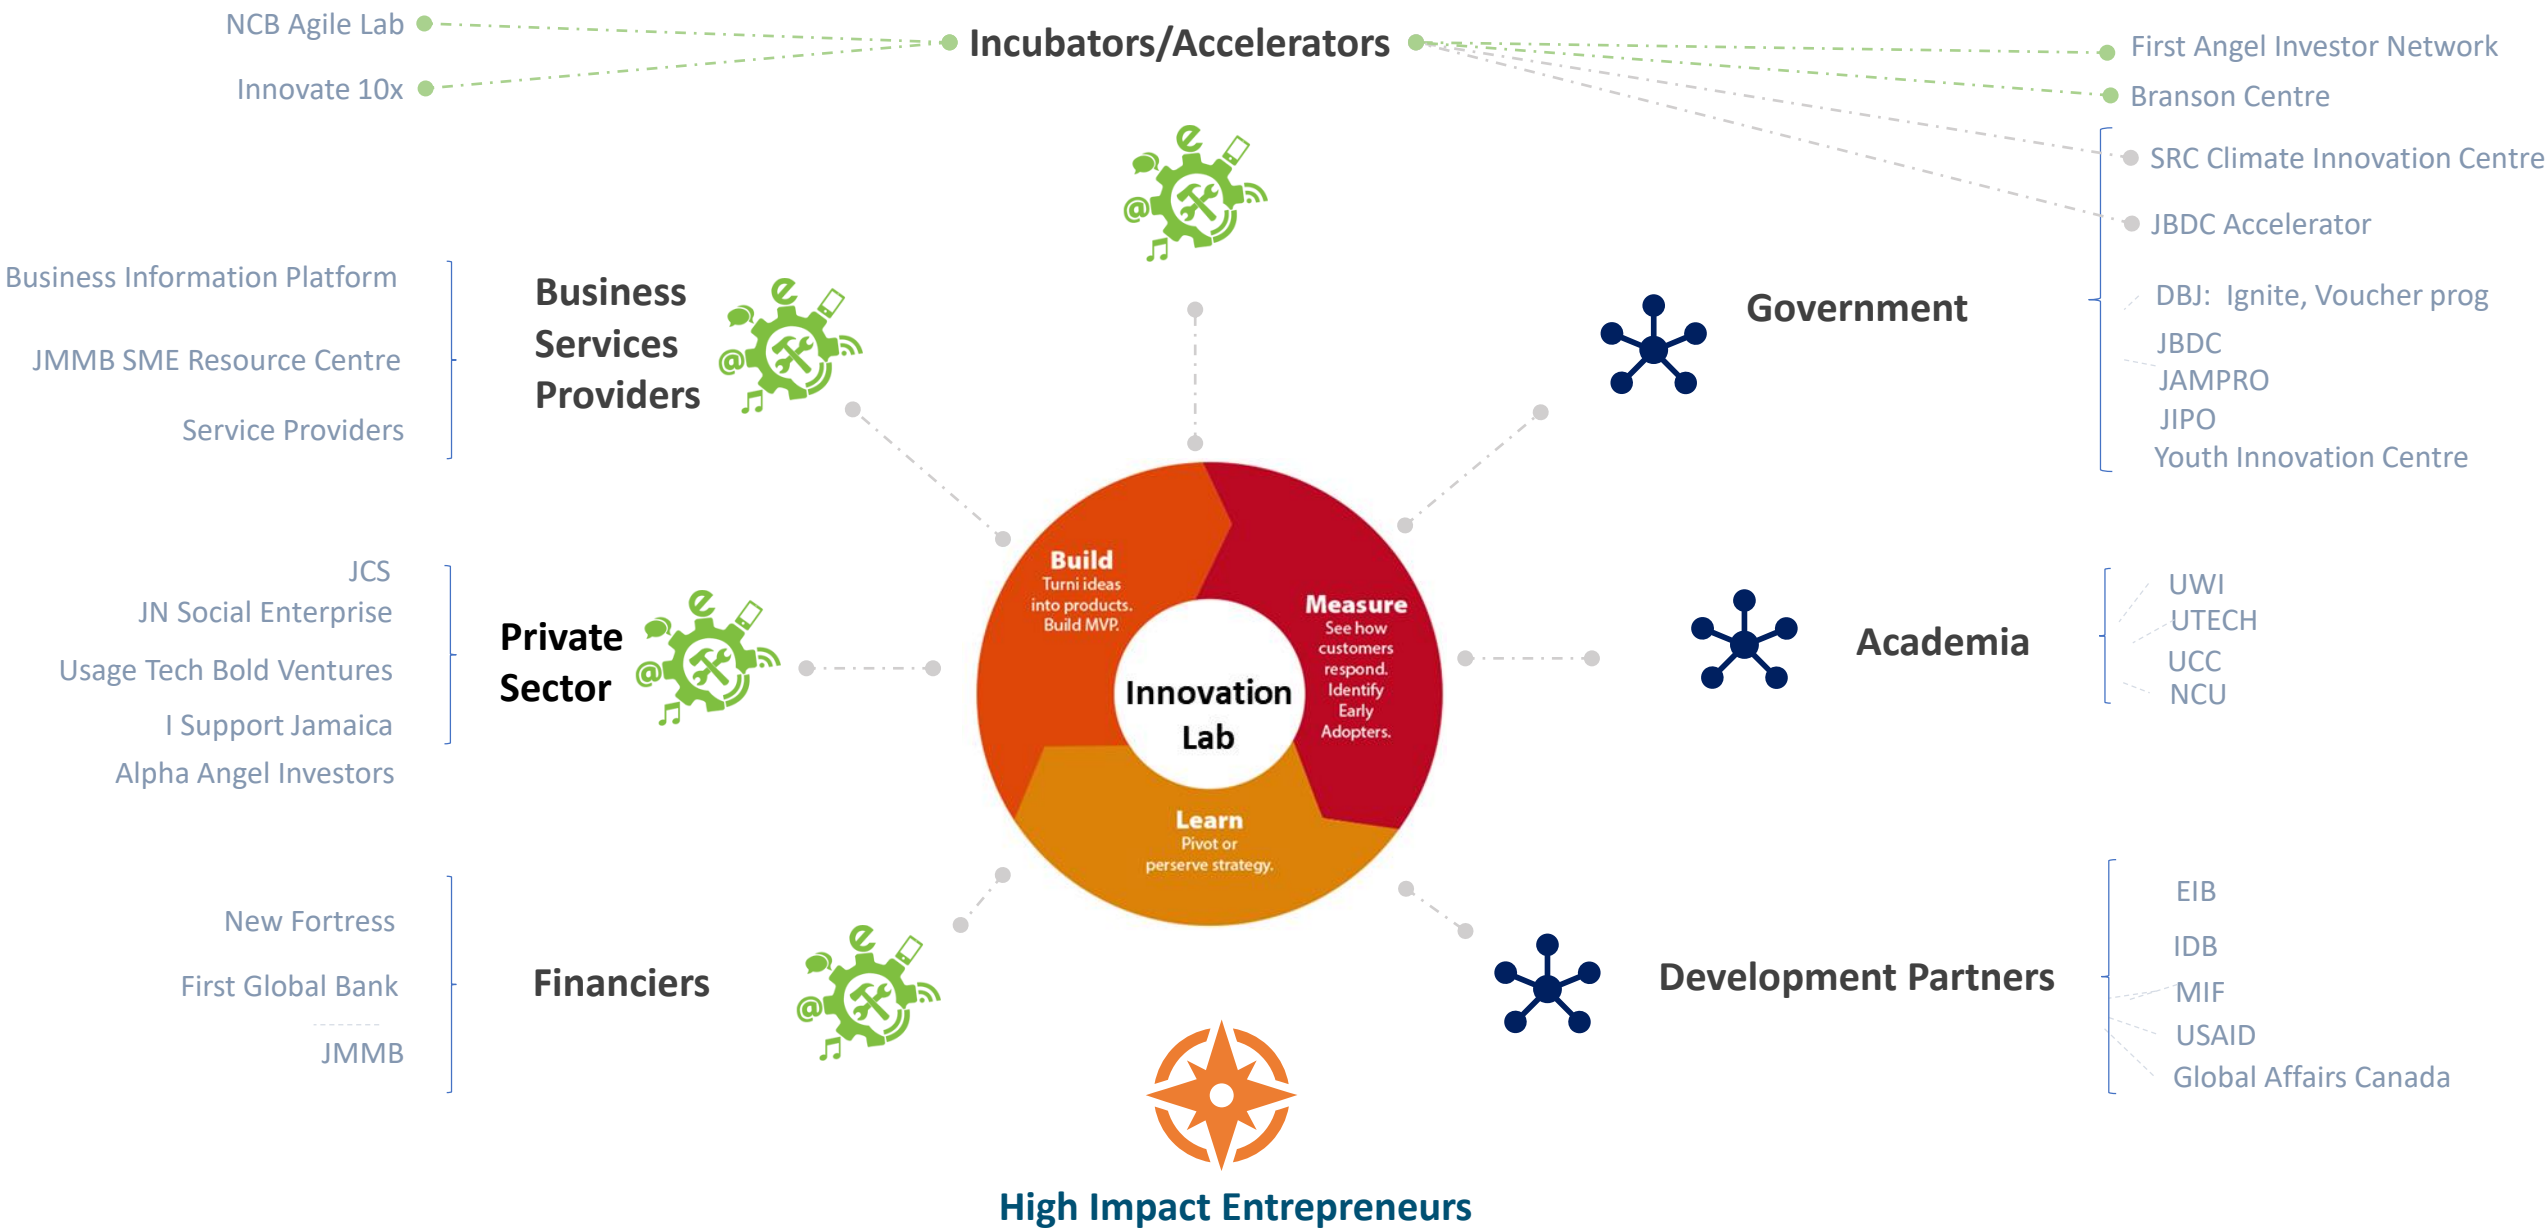 NCB Agile Lab
Innovate 10x
Incubators/Accelerators
First Angel Investor Network
Branson Centre
SRC Climate Innovation Centre
JBDC Accelerator
DBJ: Ignite, Voucher prog
JBDC
JAMPRO
JIPO
Youth Innovation Centre
Government
Business Information Platform
JMMB SME Resource Centre
Service Providers
Business
Services
Providers
JCS
JN Social Enterprise
Usage Tech Bold Ventures
I Support Jamaica
Alpha Angel Investors
Private
Sector
Build
Turni ideas
into products.
Build MVP.
Measure
See how
customers
respond.
Identify
Early
Adopters.
Innovation
Lab
Learn
Pivot or
perserve strategy.
Academia
UWI
UTECH
UCC
NCU
New Fortress
First Global Bank
JMMB
Financiers
Development Partners
EIB
IDB
MIF
USAID
Global Affairs Canada
High Impact Entrepreneurs